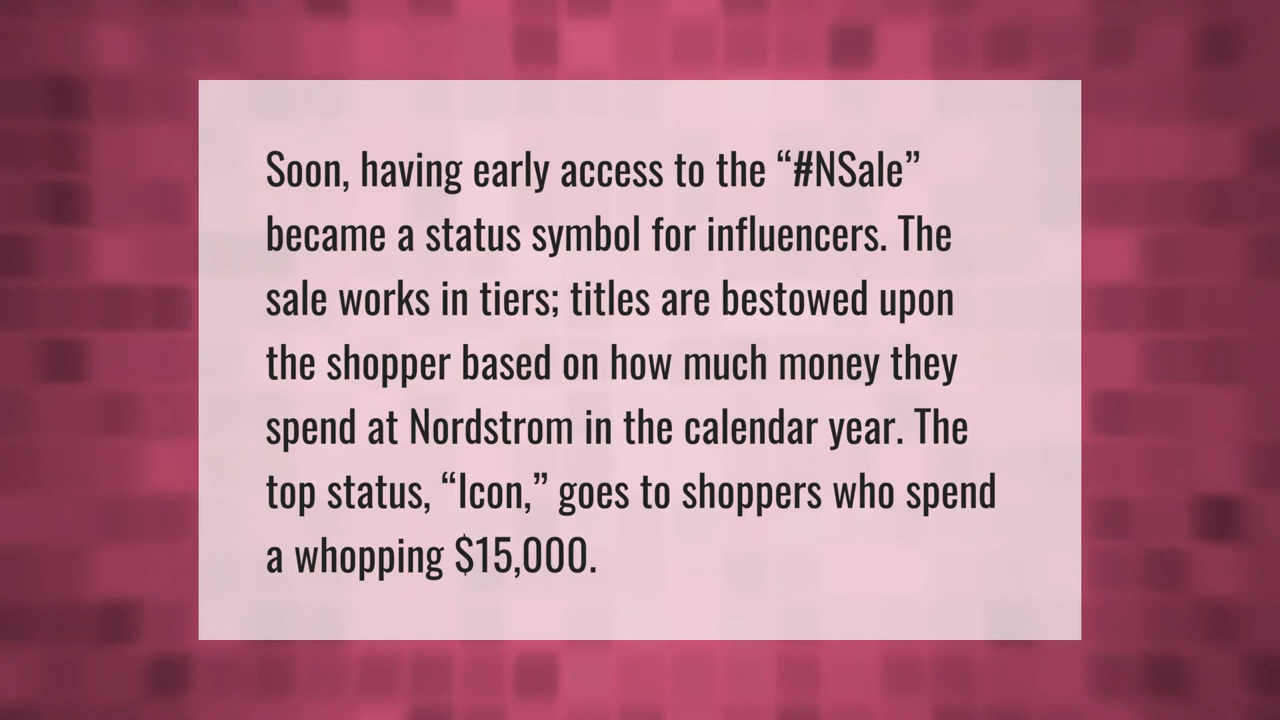 Soon, having early access to the “#NSale”
became a status symbol for influencers. The
sale works in tiers; titles are bestowed upon
the shopper based on how much money they
spend at Nordstrom in the calendar year. The
top status, “Icon,” goes to shoppers who spend
a whopping $15,000.